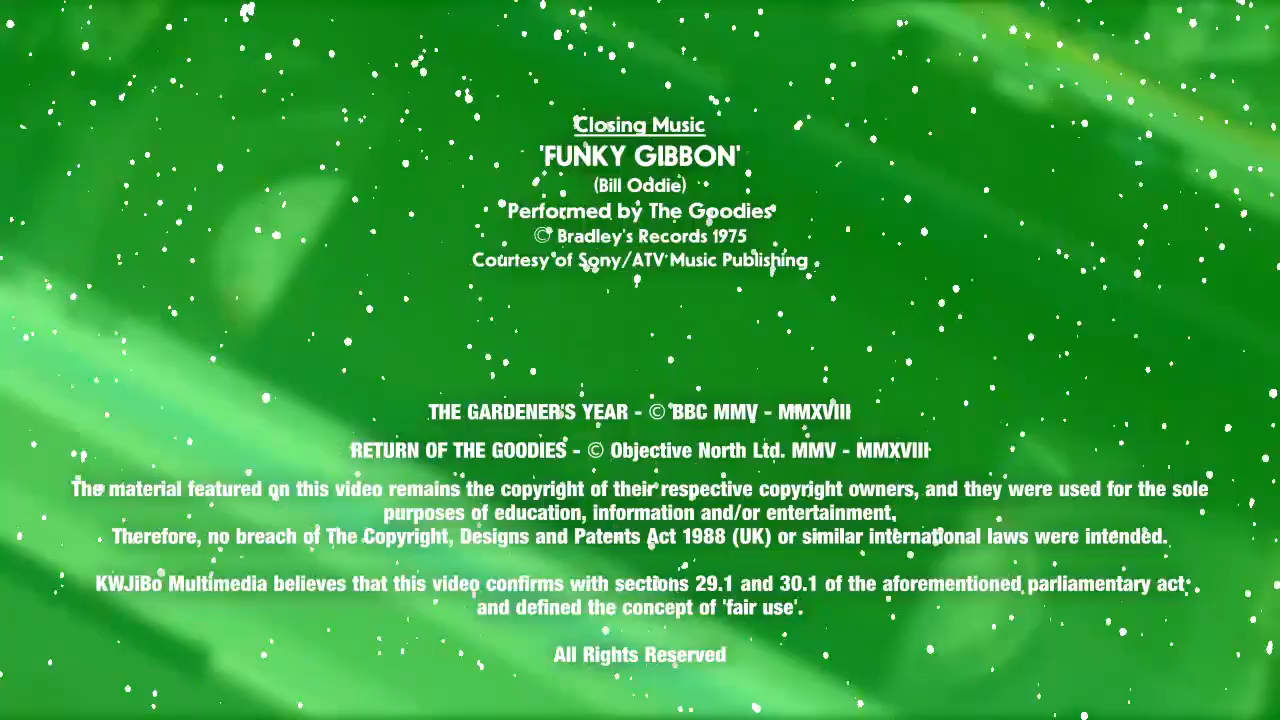 Closing Music
'FUNKY GIBBON'
(Bill Oddie)
Performed by The Goodies
© Bradley's Records 1975
Courtesy of Sony/ATV Music Publishing
THE GARDENER'S YEAR - © BBC MMV - MMXVIII
RETURN OF THE GOODIES - © Objective North Ltd. MMV - MMXVIII
The material featured on this video remains the copyright of their respective copyright owners, and they were used for the sole
purposes of education, information and/or entertainment.
Therefore, no breach of The Copyright, Designs and Patents Act 1988 (UK) or similar international laws were intended.
KWJiBo Multimedia believes that this video confirms with sections 29.1 and 30.1 of the aforementioned parliamentary act
and defined the concept of 'fair use'.
All Rights Reserved